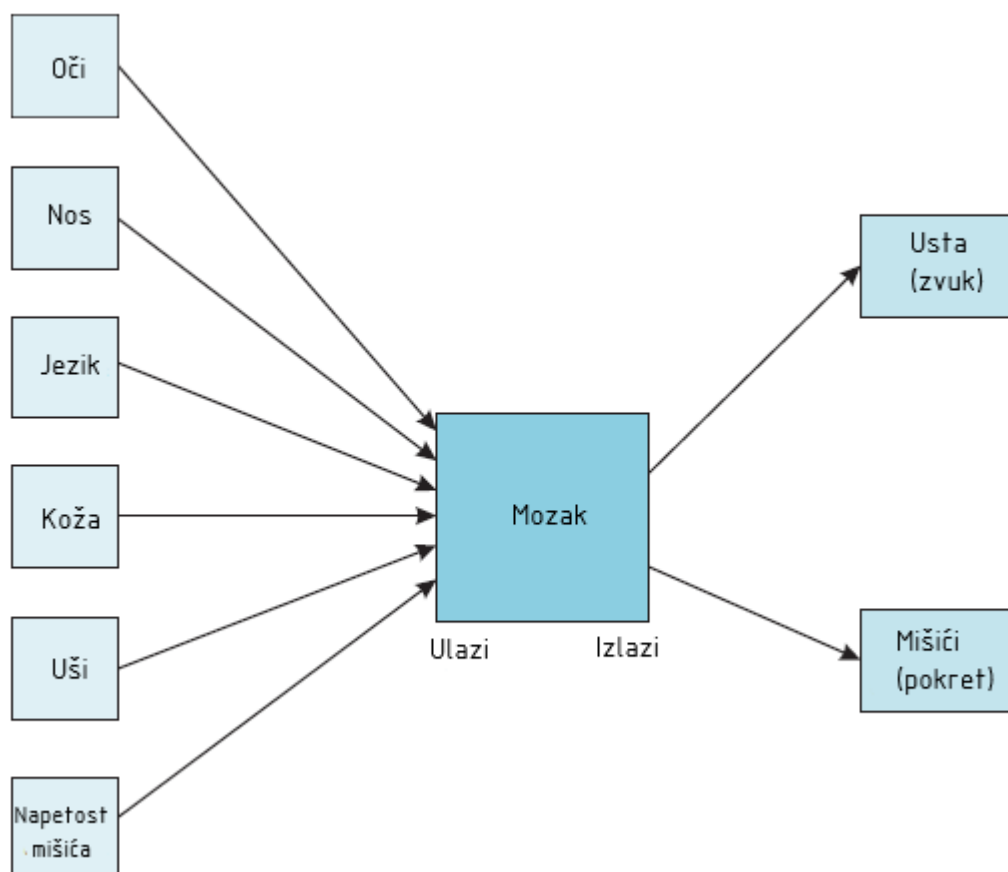 Oči
Nos
Jezik
Koža
Uši
Napetost
mišića
Mozak
Ulazi
Izlazi
Usta
(zvuk)
Mišići
(pokret)